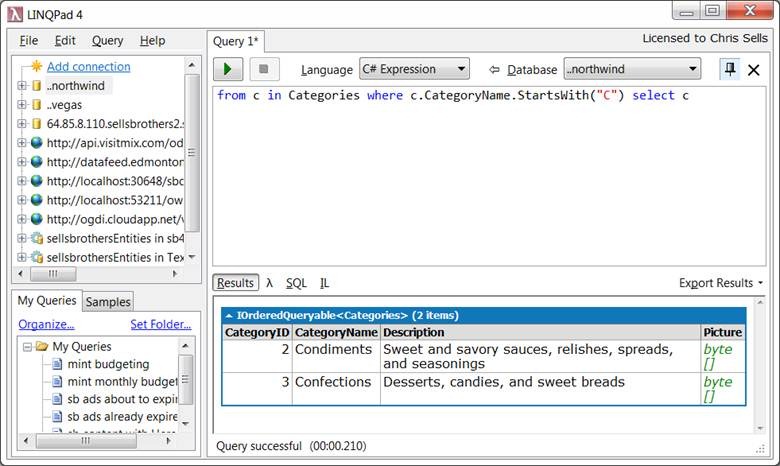 LINQPad 4
File Edit Query Help
Licensed to Chris Sells
Add connection
..northwind
..vegas
64.85.8.110.sellsbrothers2.s
http://api.visitmix.com/od
http://datafeed.edmonton
http://localhost:30648/sbc
http://localhost:53211/ow
http://ogdi.cloudapp.net/v
sellsbrothersEntities in sb4
sellsbrothersEntities in Tex
My Queries Samples
Organize... Set Folder...
My Queries
mint budgeting
mint monthly budget
sb ads about to expir
sb ads already expire
Query 1*
Language C# Expression Database ..northwind
from c in Categories where c.CategoryName.StartsWith("C") select c
Results λ SQL IL Export Results
IOrderedQueryable<Categories> (2 items)
CategoryID CategoryName Description Picture
2 Condiments Sweet and savory sauces, relishes, spreads, byte
and seasonings []
3 Confections Desserts, candies, and sweet breads byte
[]
Query successful (00:00.210)